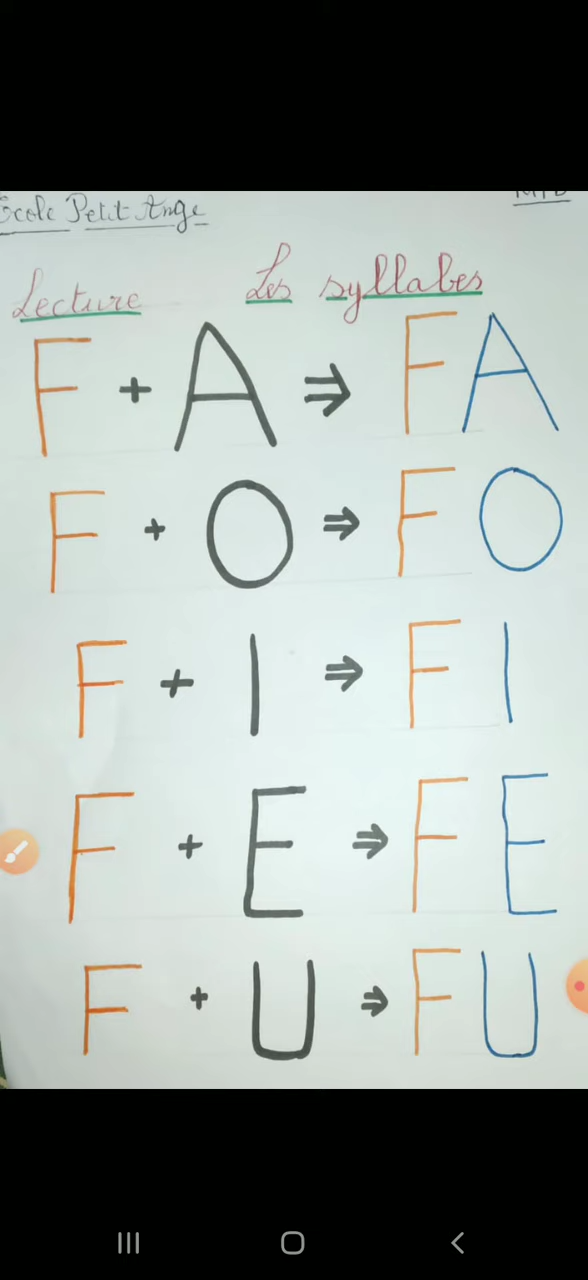 Ecole Petit Ange
Lecture Les syllabes
F + A ⇒ FA
F + O ⇒ FO
F + I ⇒ FI
F + E ⇒ FE
F + U ⇒ FU